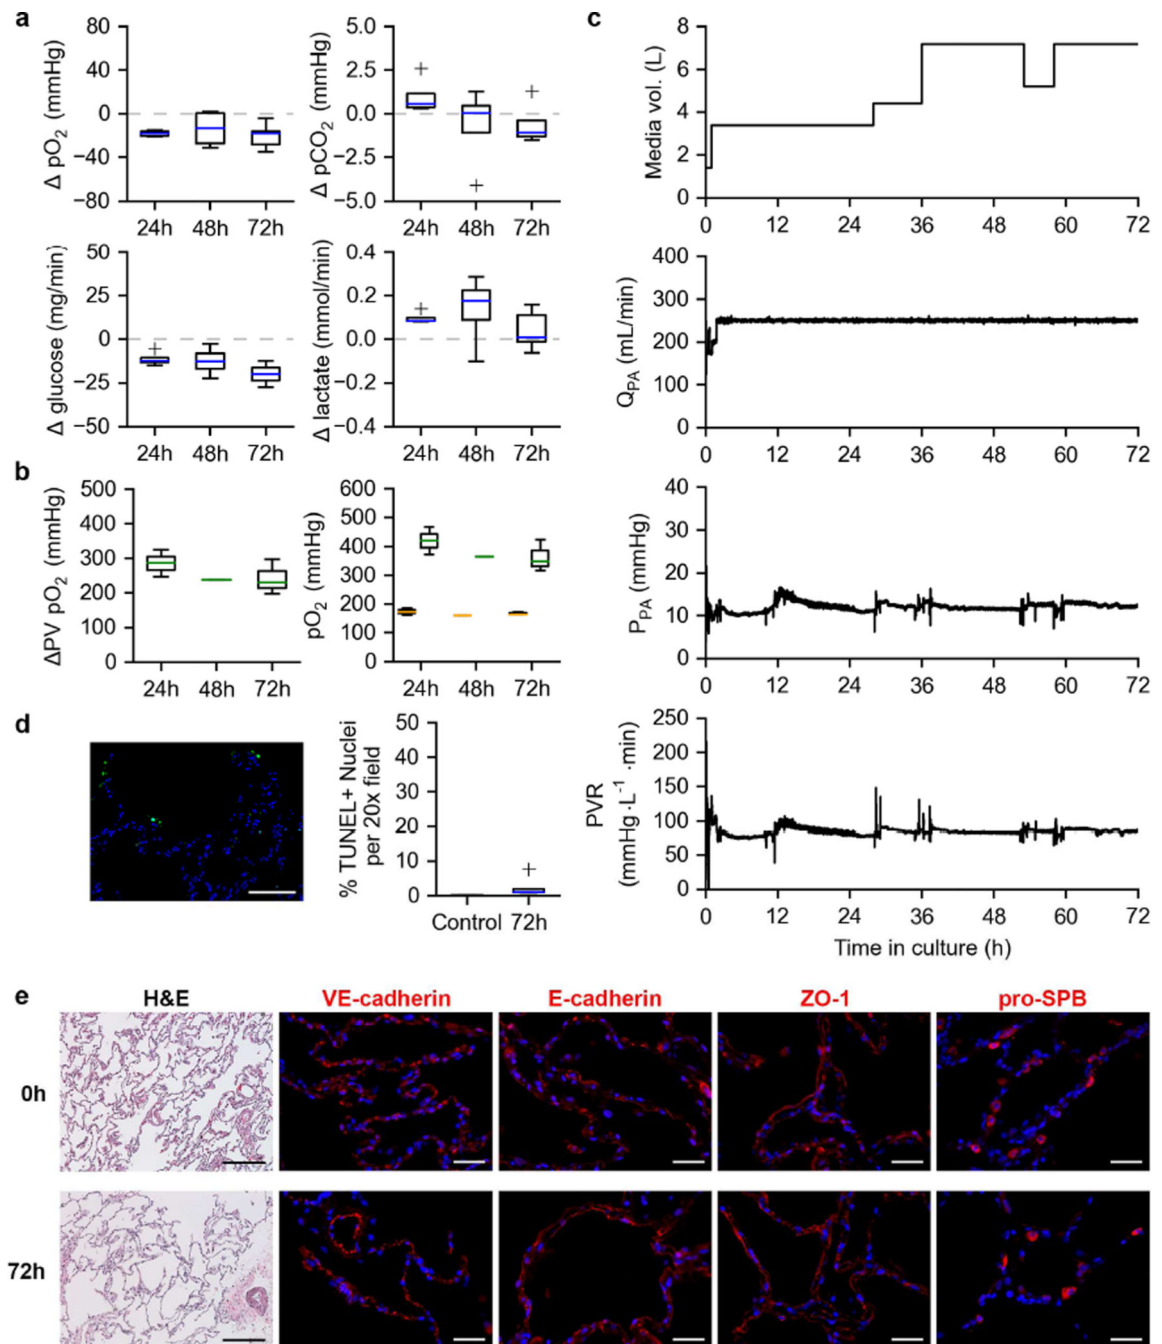 a
80
40
0
−40
−80
Δ pO2 (mmHg)
24h 48h 72h
5.0
2.5
0.0
−2.5
−5.0
Δ pCO2 (mmHg)
24h 48h 72h
50
25
0
−25
−50
Δ glucose (mg/min)
24h 48h 72h
0.4
0.2
0.0
−0.2
−0.4
Δ lactate (mmol/min)
24h 48h 72h
b
500
400
300
200
100
0
ΔPV pO2 (mmHg)
24h 48h 72h
600
500
400
300
200
100
0
pO2 (mmHg)
24h 48h 72h
c
8
6
4
2
0
Media vol. (L)
0 12 24 36 48 60 72
400
300
200
100
0
QPA (mL/min)
0 12 24 36 48 60 72
40
30
20
10
0
PPA (mmHg)
0 12 24 36 48 60 72
250
200
150
100
50
0
PVR
(mmHg·L−1 ·min)
0 12 24 36 48 60 72
Time in culture (h)
d
50
40
30
20
10
0
% TUNEL+ Nuclei
per 20x field
Control 72h
e
H&E VE-cadherin E-cadherin ZO-1 pro-SPB
0h
72h